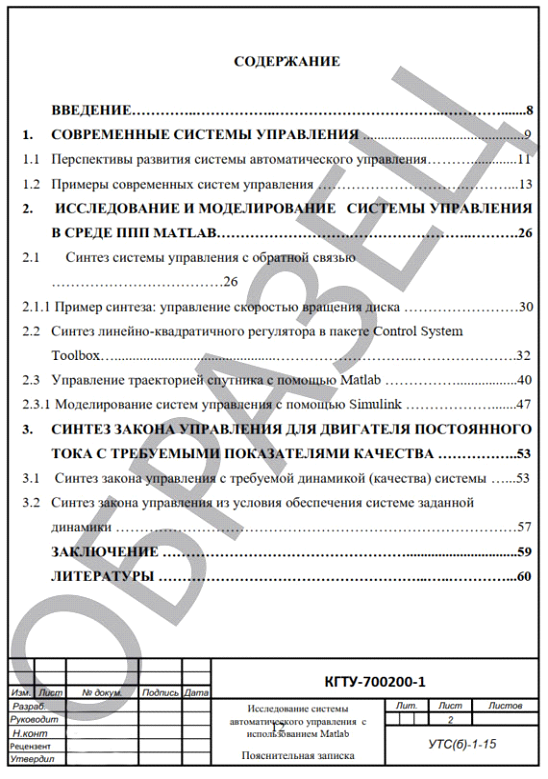 СОДЕРЖАНИЕ
ВВЕДЕНИЕ…………..………………..…………………..…..………………….8
1. СОВРЕМЕННЫЕ СИСТЕМЫ УПРАВЛЕНИЯ ............................................9
1.1 Перспективы развития системы автоматического управления……….............11
1.2 Примеры современных систем управления ………………………….………….13
2. ИССЛЕДОВАНИЕ И МОДЕЛИРОВАНИЕ СИСТЕМЫ УПРАВЛЕНИЯ
В СРЕДЕ ППП MATLAB……………………………………..…..…………...26
2.1 Синтез системы управления с обратной связью
……………………………….26
2.1.1 Пример синтеза: управление скоростью вращения диска …………..............30
2.2 Синтез линейно-квадратичного регулятора в пакете Control System
Toolbox…..............................................................................................32
2.3 Управление траекторией спутника с помощью Matlab ..................................40
2.3.1 Моделирование систем управления с помощью Simulink ……………..…….47
3. СИНТЕЗ ЗАКОНА УПРАВЛЕНИЯ ДЛЯ ДВИГАТЕЛЯ ПОСТОЯННОГО
ТОКА С ТРЕБУЕМЫМИ ПОКАЗАТЕЛЯМИ КАЧЕСТВА …………….53
3.1 Синтез закона управления с требуемой динамикой (качества) системы …...53
3.2 Синтез закона управления из условия обеспечения системе заданной
динамики ……………………………………………………………………….57
ЗАКЛЮЧЕНИЕ ………………………………………...............................59
ЛИТЕРАТУРЫ ……………………………………………..…..…………..60
ОБРАЗЕЦ
КГТУ-700200-1
Изм. Лист № докум. Подпись Дата
Разраб.
Руководит
Н.конт
Рецензент
Утвердил
Исследование системы
автоматического управления с
использованием Matlab
12
Пояснительная записка
Лит. Лист Листов
2
УТС(б)-1-15